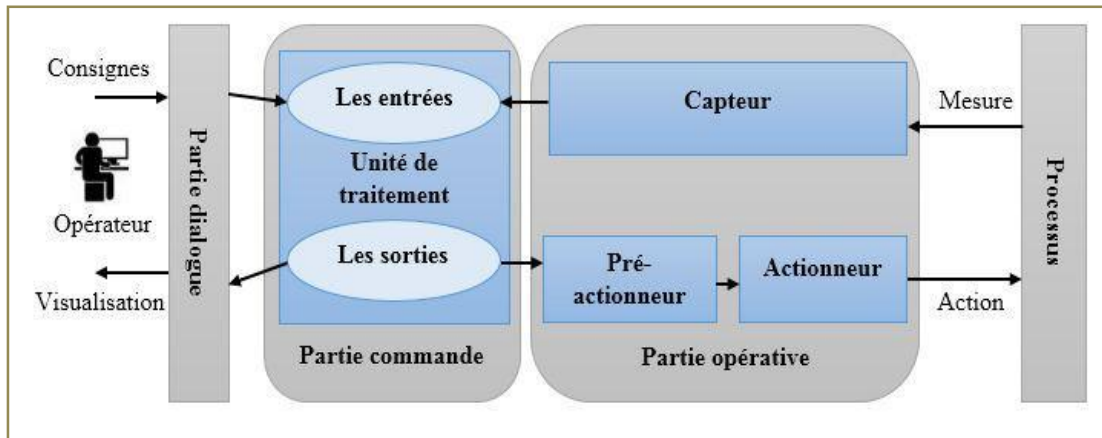 Consignes
Opérateur
Visualisation
Partie dialogue
Les entrées
Unité de
traitement
Les sorties
Partie commande
Capteur
Pré-
actionneur
Actionneur
Partie opérative
Mesure
Action
Processus